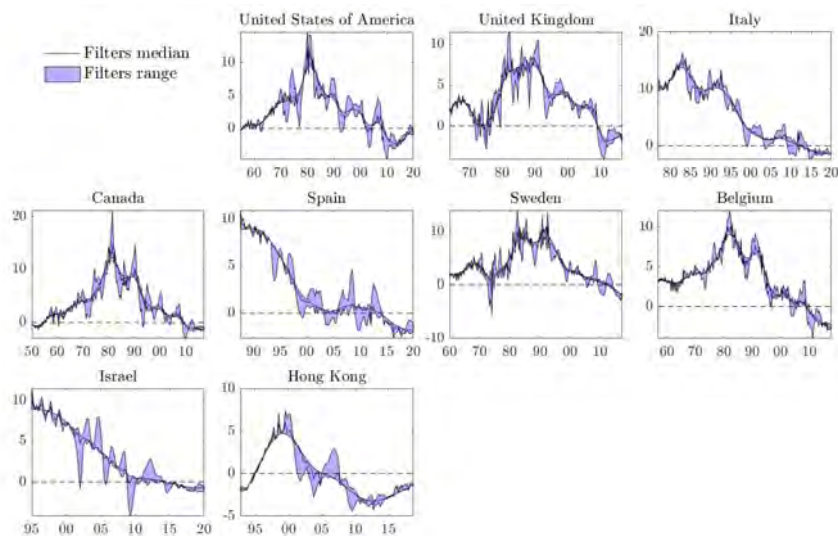 United States of America
United Kingdom
Italy
Filters median
Filters range
10
5
0
60 70 80 90 00 10
10
5
0
70 80 90 00 10
20
10
0
80 85 90 95 00 05 10 15 20
Canada
Spain
Sweden
Belgium
20
10
0
50 60 70 80 90 00 10
10
5
0
90 95 00 05 10 15 20
10
0
-10
60 70 80 90 00 10
10
5
0
60 70 80 90 00 10
Israel
Hong Kong
10
5
0
95 00 05 10 15 20
10
5
0
-5
95 00 05 10 15